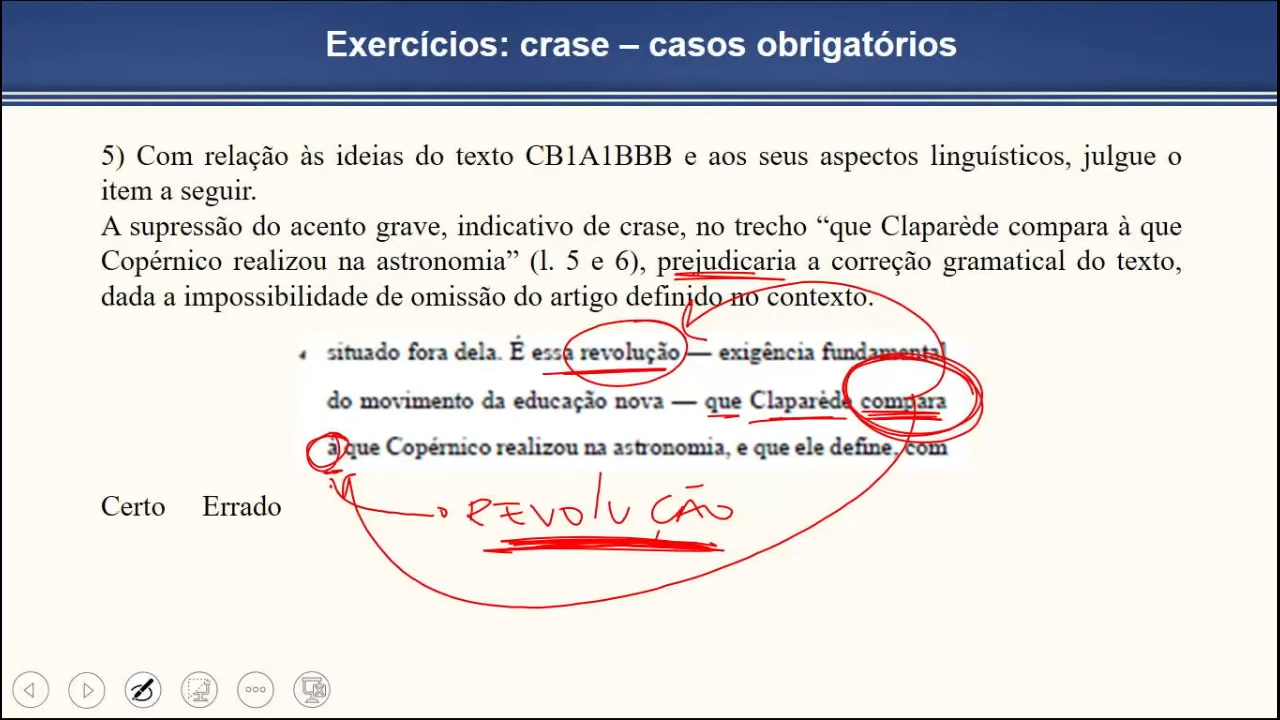 Exercícios: crase – casos obrigatórios
5) Com relação às ideias do texto CB1A1BBB e aos seus aspectos linguísticos, julgue o
item a seguir.
A supressão do acento grave, indicativo de crase, no trecho “que Claparède compara à que
Copérnico realizou na astronomia” (l. 5 e 6), prejudicaria a correção gramatical do texto,
dada a impossibilidade de omissão do artigo definido no contexto.
4 situado fora dela. É essa revolução — exigência fundamental
do movimento da educação nova — que Claparède compara
à que Copérnico realizou na astronomia, e que ele define, com
Certo Errado
REVOLUÇÃO